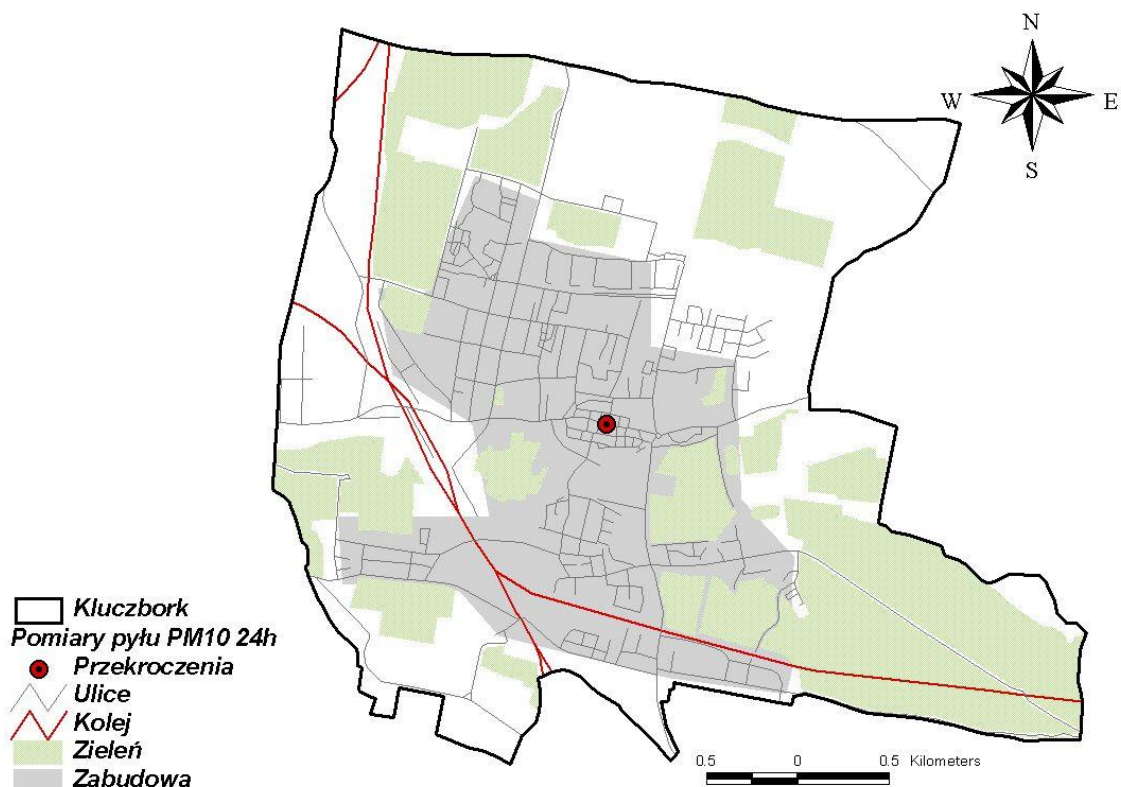 N
W E
S
Kluczbork
Pomiary pyłu PM10 24h
Przekroczenia
Ulice
Kolej
Zieleń
Zabudowa
0.5 0 0.5 Kilometers